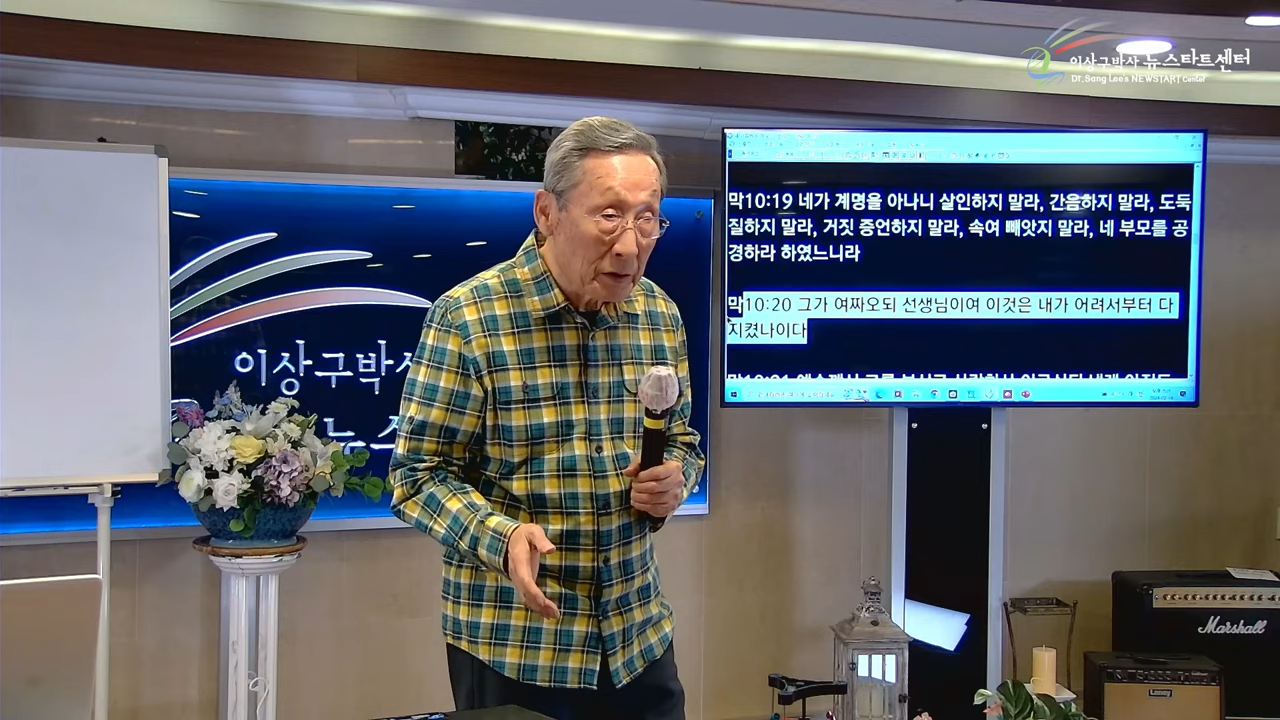 이상구박사 뉴스타트센터
Dr. Sang Lee's NEWSTART Center
막10:19 네가 계명을 아나니 살인하지 말라, 간음하지 말라, 도둑
질하지 말라, 거짓 증언하지 말라, 속여 빼앗지 말라, 네 부모를 공
경하라 하였느니라
막10:20 그가 여짜오되 선생님이여 이것은 내가 어려서부터 다
지켰나이다
이상구박사
뉴스
Marshall
Laney